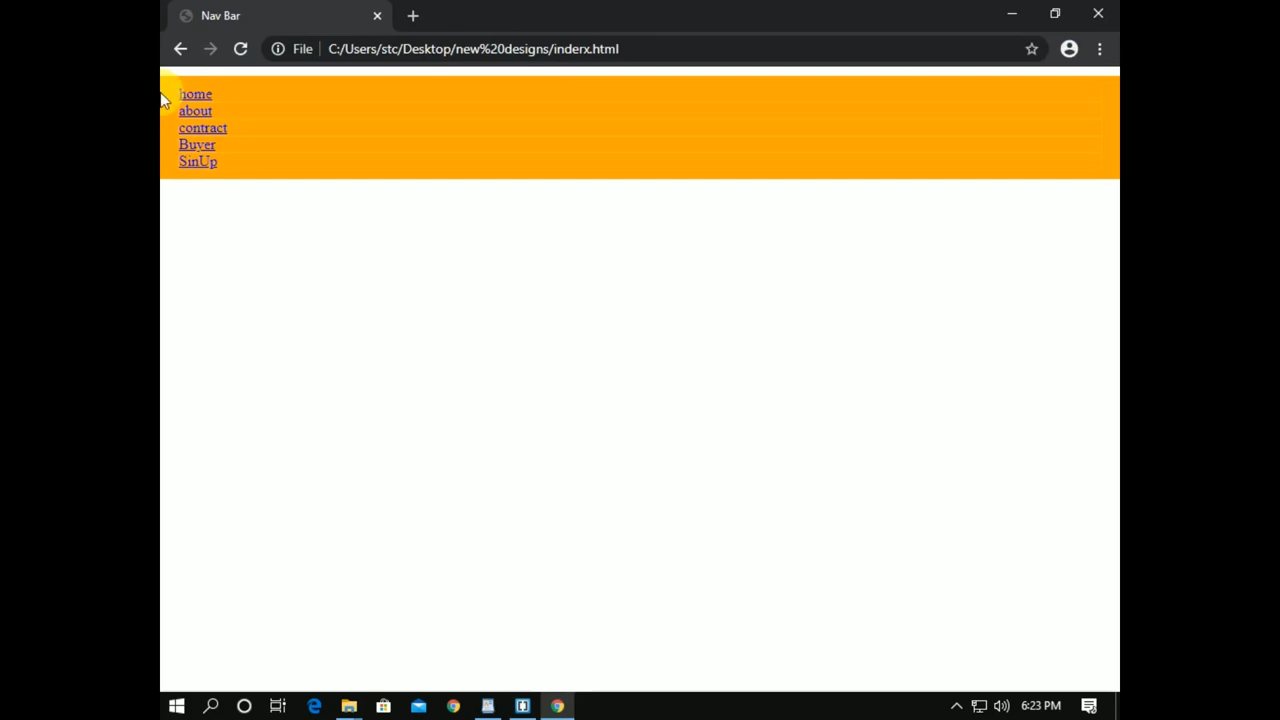 Nav Bar
File C:/Users/stc/Desktop/new%20designs/inderx.html
home
about
contract
Buyer
SinUp
6:23 PM